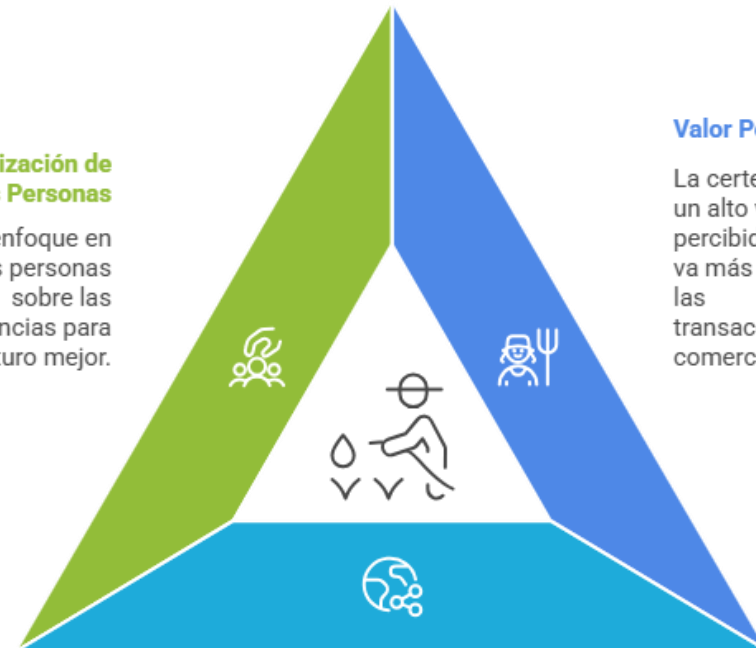 ización de
s Personas
enfoque en
s personas
sobre las
ncias para
turo mejor.
Valor P
La certe
un alto
percibid
va más
las
transac
comerc